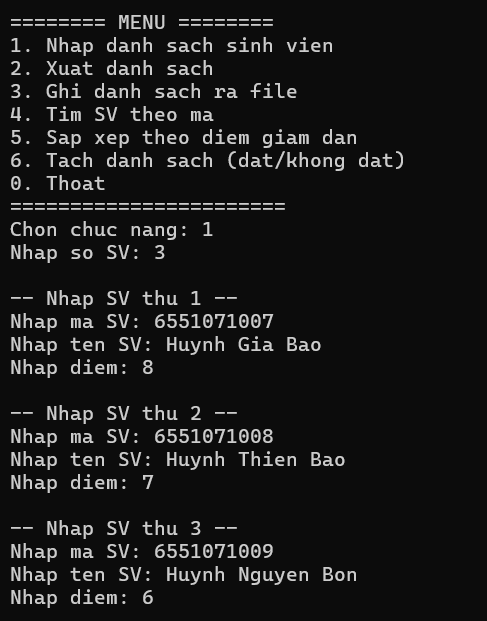 ======== MENU ========
1. Nhap danh sach sinh vien
2. Xuat danh sach
3. Ghi danh sach ra file
4. Tim SV theo ma
5. Sap xep theo diem giam dan
6. Tach danh sach (dat/khong dat)
0. Thoat
=======================
Chon chuc nang: 1
Nhap so SV: 3
-- Nhap SV thu 1 --
Nhap ma SV: 6551071007
Nhap ten SV: Huynh Gia Bao
Nhap diem: 8
-- Nhap SV thu 2 --
Nhap ma SV: 6551071008
Nhap ten SV: Huynh Thien Bao
Nhap diem: 7
-- Nhap SV thu 3 --
Nhap ma SV: 6551071009
Nhap ten SV: Huynh Nguyen Bon
Nhap diem: 6